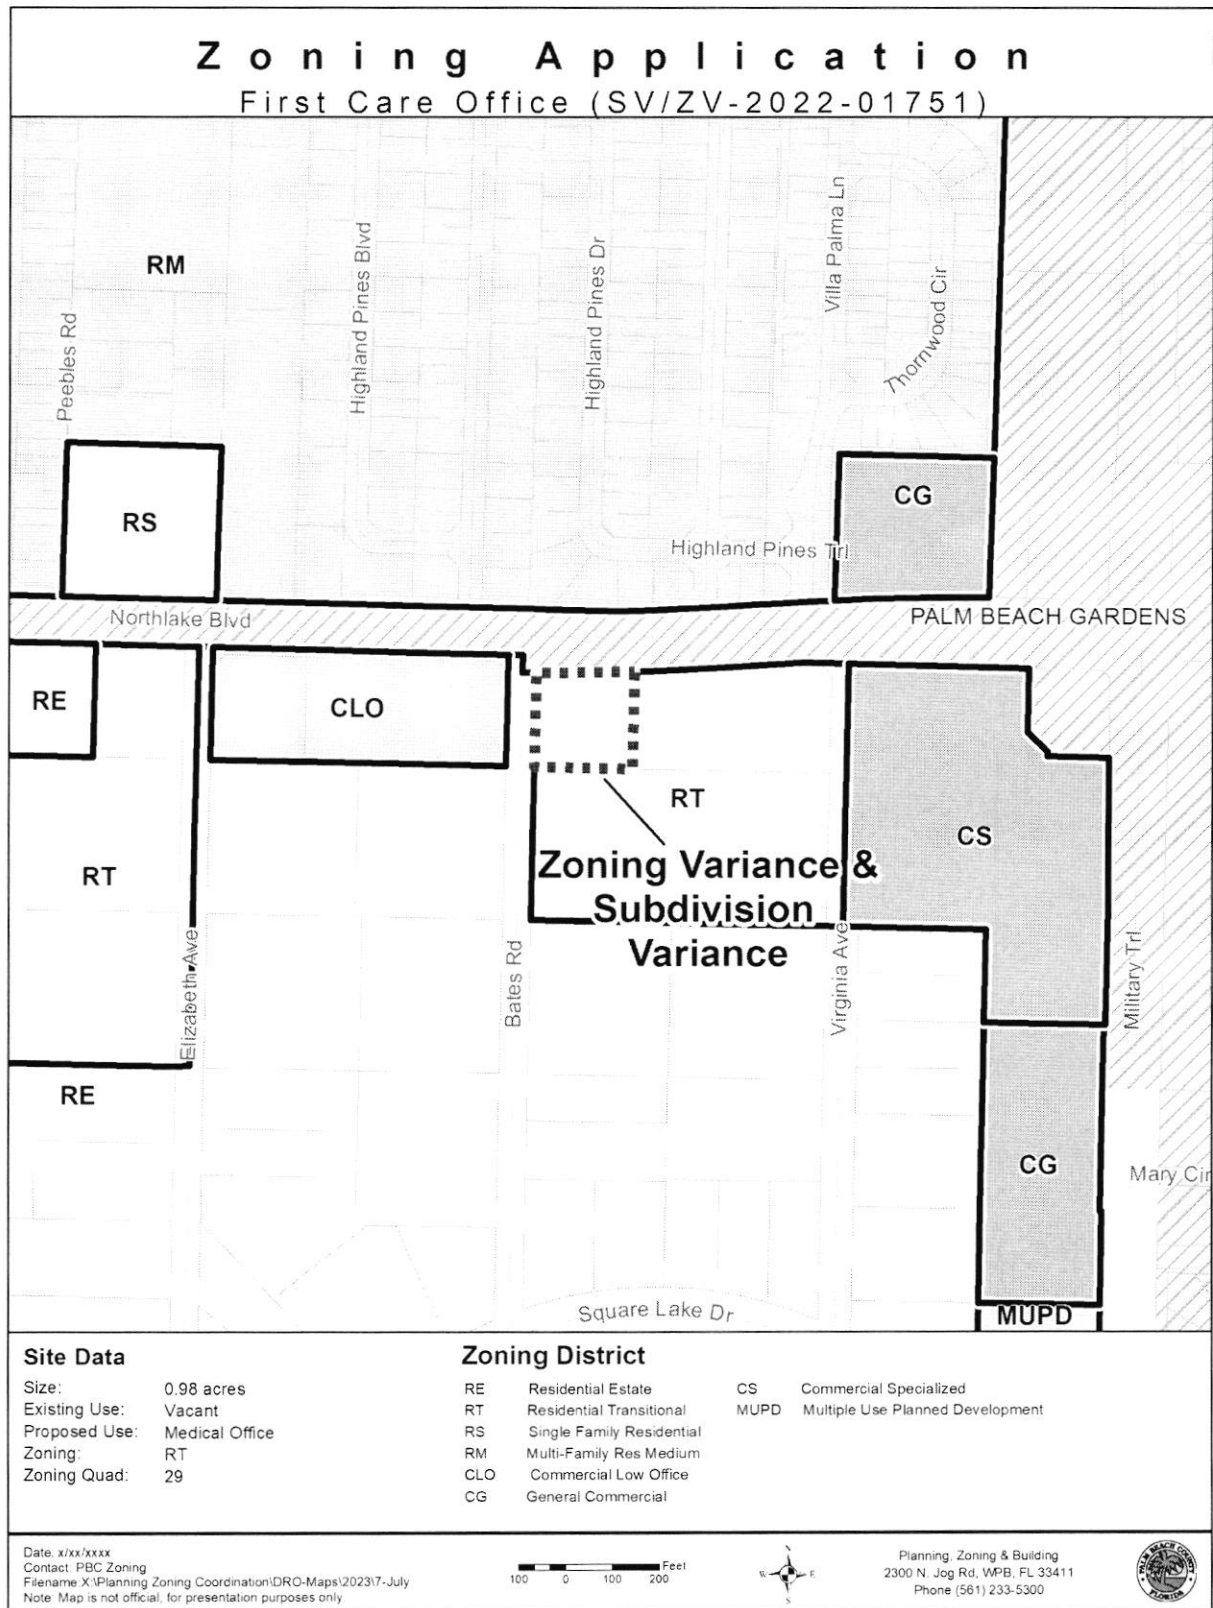 Zoning Application
First Care Office (SV/ZV-2022-01751)
RM
Peebles Rd
Highland Pines Blvd
Highland Pines Dr
Villa Palma Ln
Thornwood Cir
RS
CG
Highland Pines Trl
Northlake Blvd
PALM BEACH GARDENS
RE
CLO
RT
CS
RT
Zoning Variance &
Subdivision
Variance
Elizabeth Ave
Bates Rd
Virginia Ave
Military Trl
RE
CG
Mary Cir
Square Lake Dr
MUPD
Site Data
Size: 0.98 acres
Existing Use: Vacant
Proposed Use: Medical Office
Zoning: RT
Zoning Quad: 29
Zoning District
RE Residential Estate
RT Residential Transitional
RS Single Family Residential
RM Multi-Family Res Medium
CLO Commercial Low Office
CG General Commercial
CS Commercial Specialized
MUPD Multiple Use Planned Development
Date: x/xx/xxxx
Contact: PBC Zoning
Filename:X:\Planning Zoning Coordination\DRO-Maps\2023\7-July
Note: Map is not official, for presentation purposes only
Feet
100 0 100 200
N
W E
S
Planning, Zoning & Building
2300 N. Jog Rd, WPB, FL 33411
Phone (561) 233-5300
PALM BEACH COUNTY
FLORIDA